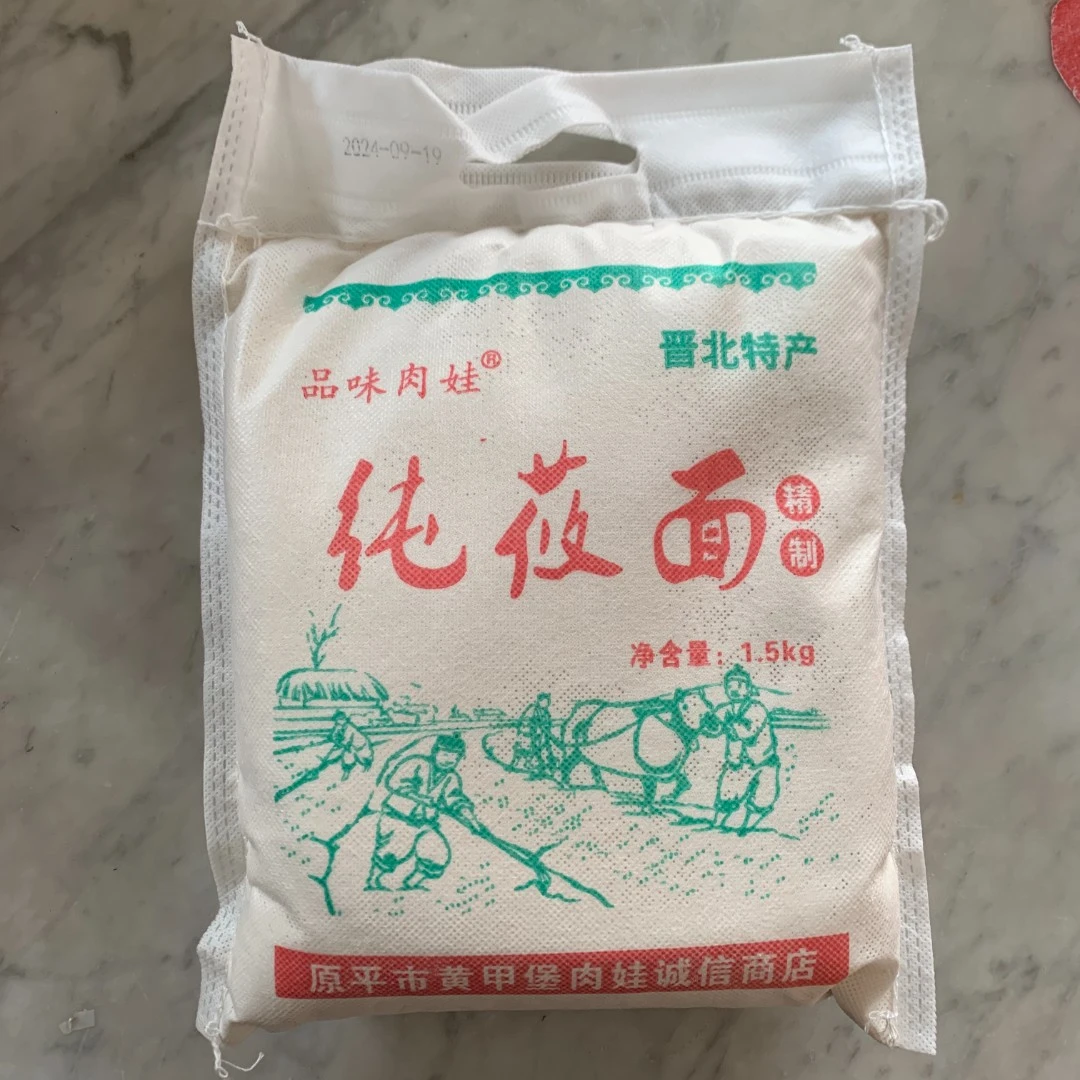 2024-09-19
晋北特产
品味肉娃®
纯莜面
精制
净含量：1.5kg
原平市黄甲堡肉娃诚信商店